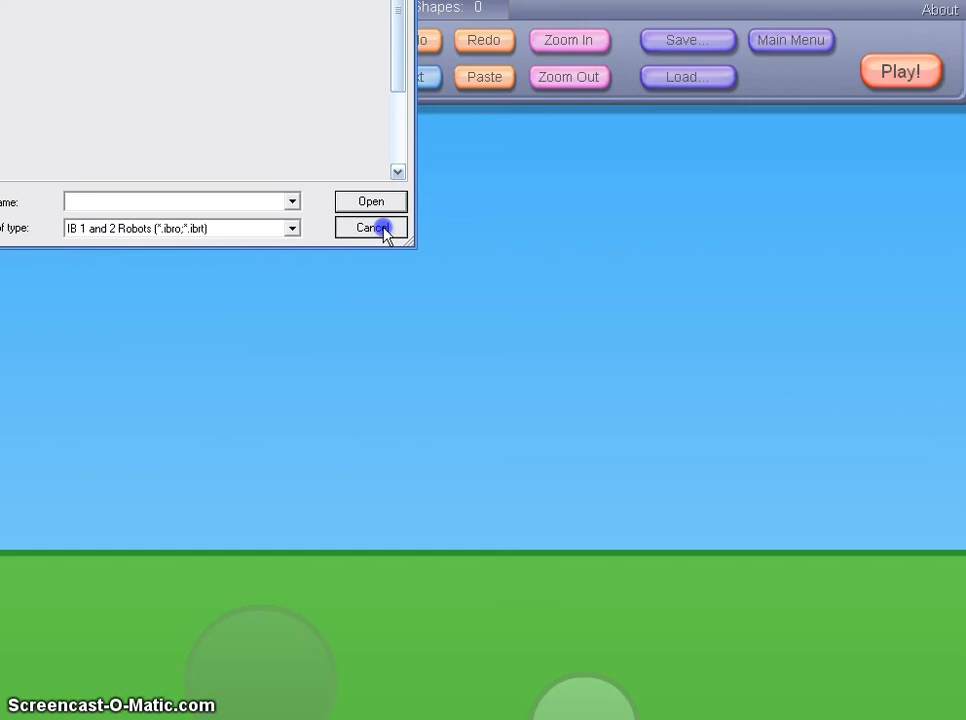 Shapes: 0
About
Redo
Zoom In
Save...
Main Menu
Paste
Zoom Out
Load...
Play!
ame:
Open
f type:
IB 1 and 2 Robots (*.ibro;*.ibrt)
Cancel
Screencast-O-Matic.com